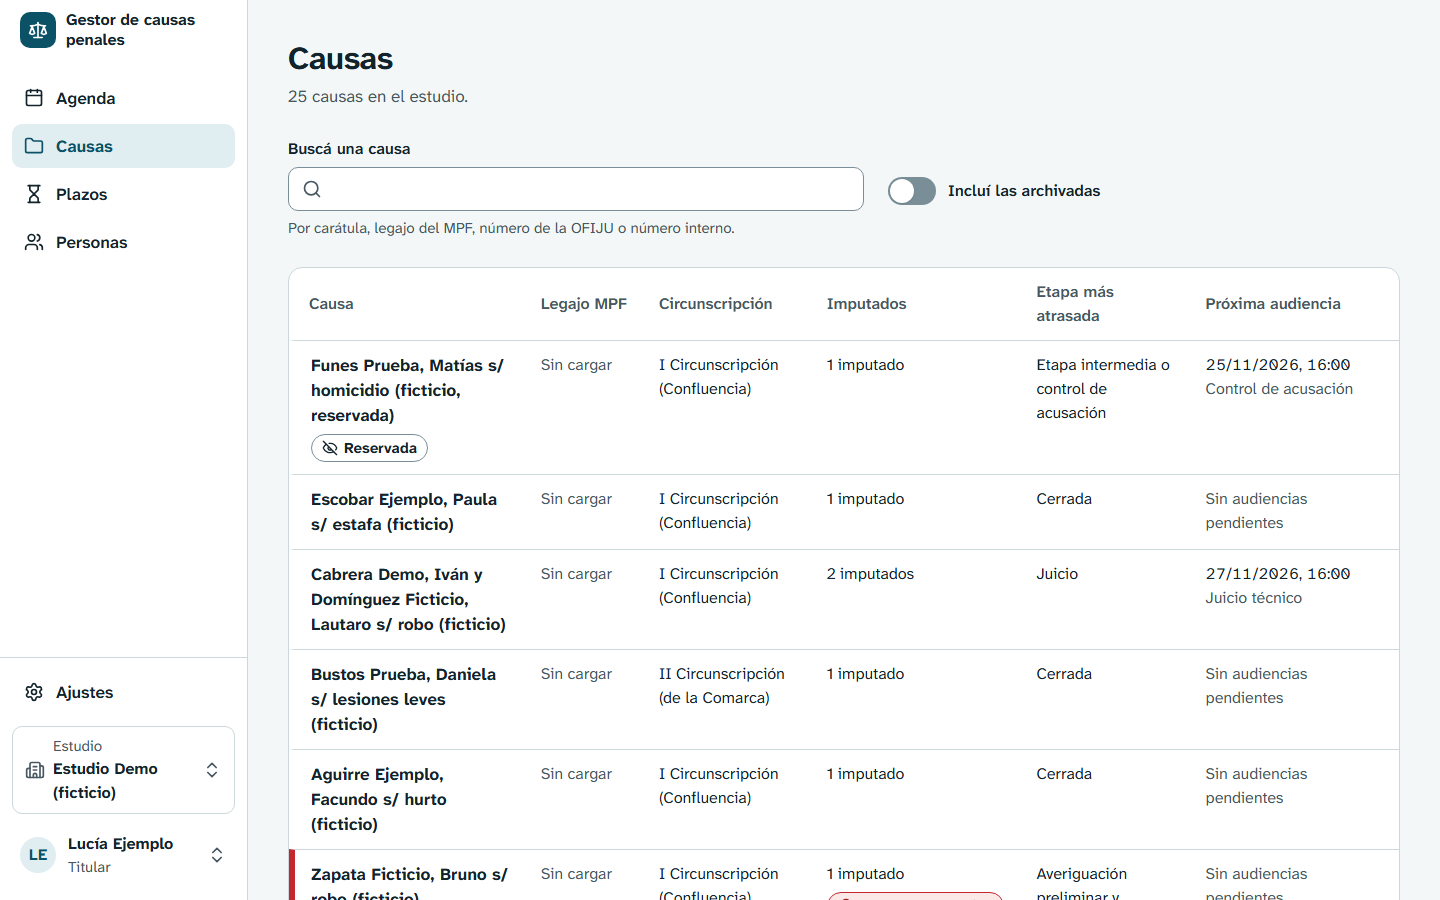 Gestor de causas
penales
Agenda
Causas
Plazos
Personas
Ajustes
Estudio
Estudio Demo
(ficticio)
LE
Lucía Ejemplo
Titular
Causas
25 causas en el estudio.
Buscá una causa
Incluí las archivadas
Por carátula, legajo del MPF, número de la OFIJU o número interno.
Causa
Legajo MPF
Circunscripción
Imputados
Etapa más
atrasada
Próxima audiencia
Funes Prueba, Matías s/
homicidio (ficticio,
reservada)
Reservada
Sin cargar
I Circunscripción
(Confluencia)
1 imputado
Etapa intermedia o
control de
acusación
25/11/2026, 16:00
Control de acusación
Escobar Ejemplo, Paula
s/ estafa (ficticio)
Sin cargar
I Circunscripción
(Confluencia)
1 imputado
Cerrada
Sin audiencias
pendientes
Cabrera Demo, Iván y
Domínguez Ficticio,
Lautaro s/ robo (ficticio)
Sin cargar
I Circunscripción
(Confluencia)
2 imputados
Juicio
27/11/2026, 16:00
Juicio técnico
Bustos Prueba, Daniela
s/ lesiones leves
(ficticio)
Sin cargar
II Circunscripción
(de la Comarca)
1 imputado
Cerrada
Sin audiencias
pendientes
Aguirre Ejemplo,
Facundo s/ hurto
(ficticio)
Sin cargar
I Circunscripción
(Confluencia)
1 imputado
Cerrada
Sin audiencias
pendientes
Zapata Ficticio, Bruno s/
robo (ficticio)
Sin cargar
I Circunscripción
(Confluencia)
1 imputado
Averiguación
preliminar y
Sin audiencias
pendientes